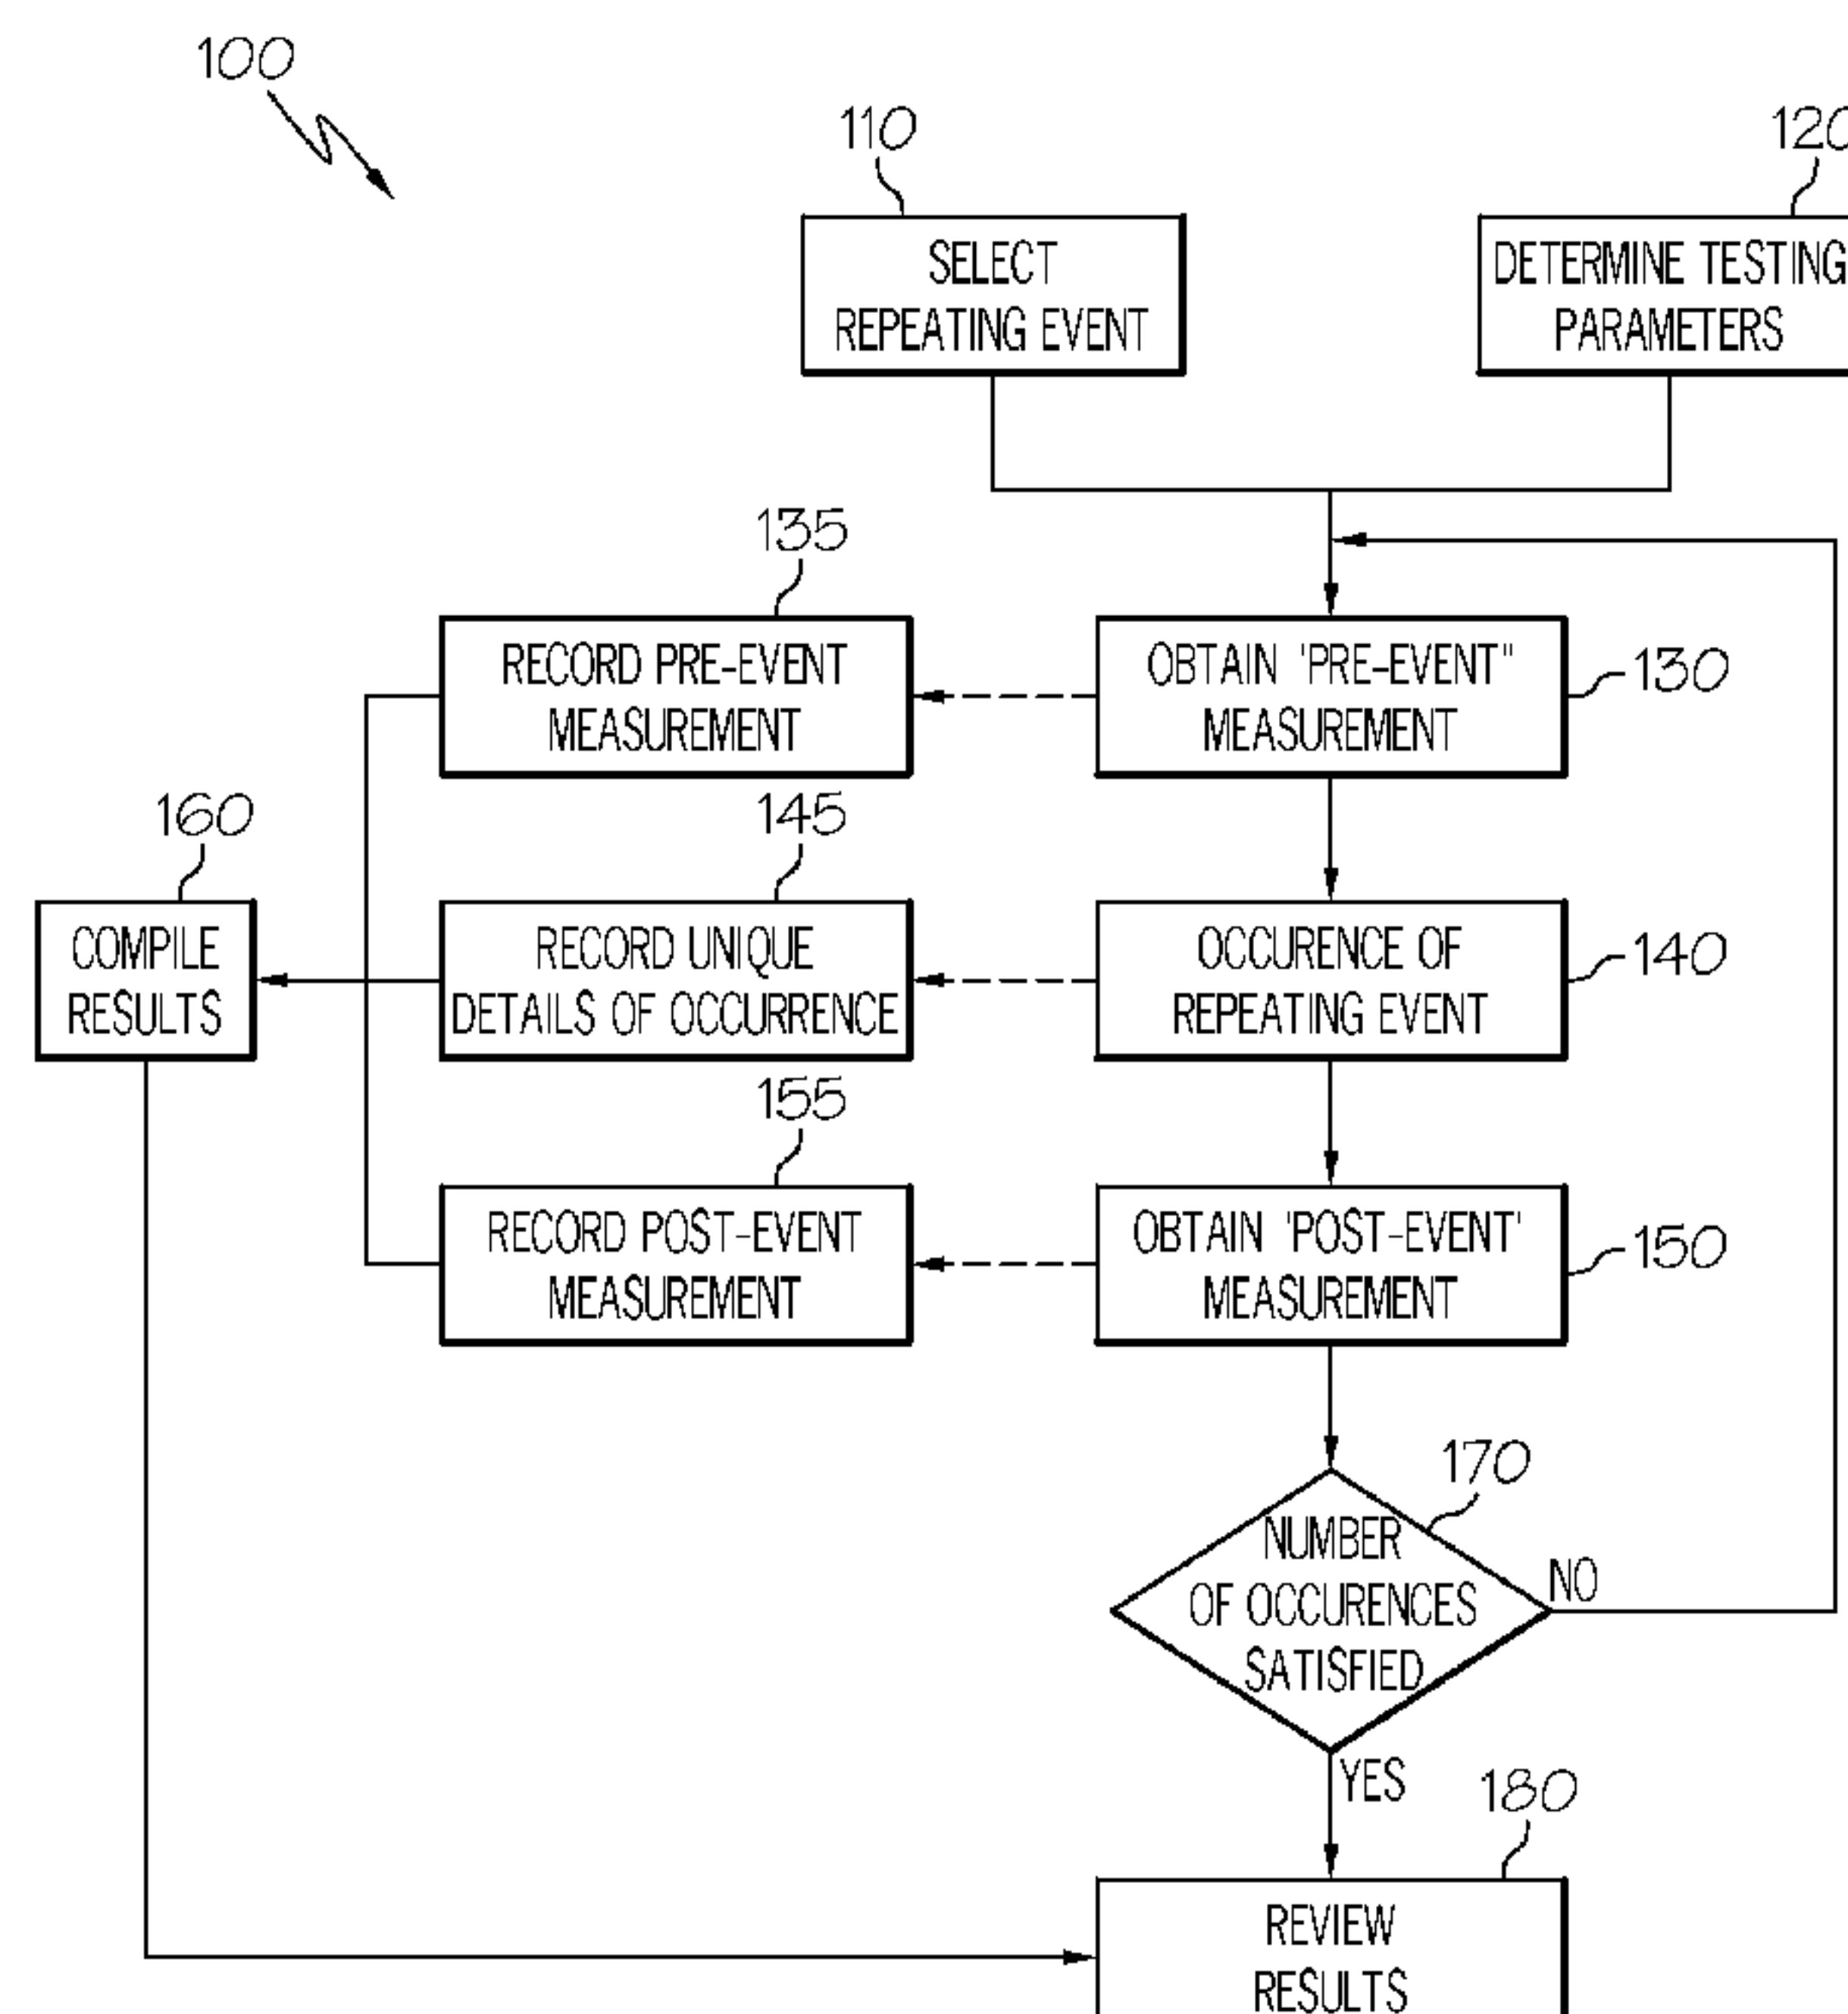 100
110
120
SELECT
REPEATING EVENT
DETERMINE TESTING
PARAMETERS
135
RECORD PRE-EVENT
MEASUREMENT
OBTAIN 'PRE-EVENT"
MEASUREMENT
130
160
145
COMPILE
RESULTS
RECORD UNIQUE
DETAILS OF OCCURRENCE
OCCURENCE OF
REPEATING EVENT
140
155
RECORD POST-EVENT
MEASUREMENT
OBTAIN 'POST-EVENT'
MEASUREMENT
150
170
NUMBER
OF OCCURENCES
SATISFIED
NO
YES
180
REVIEW
RESULTS